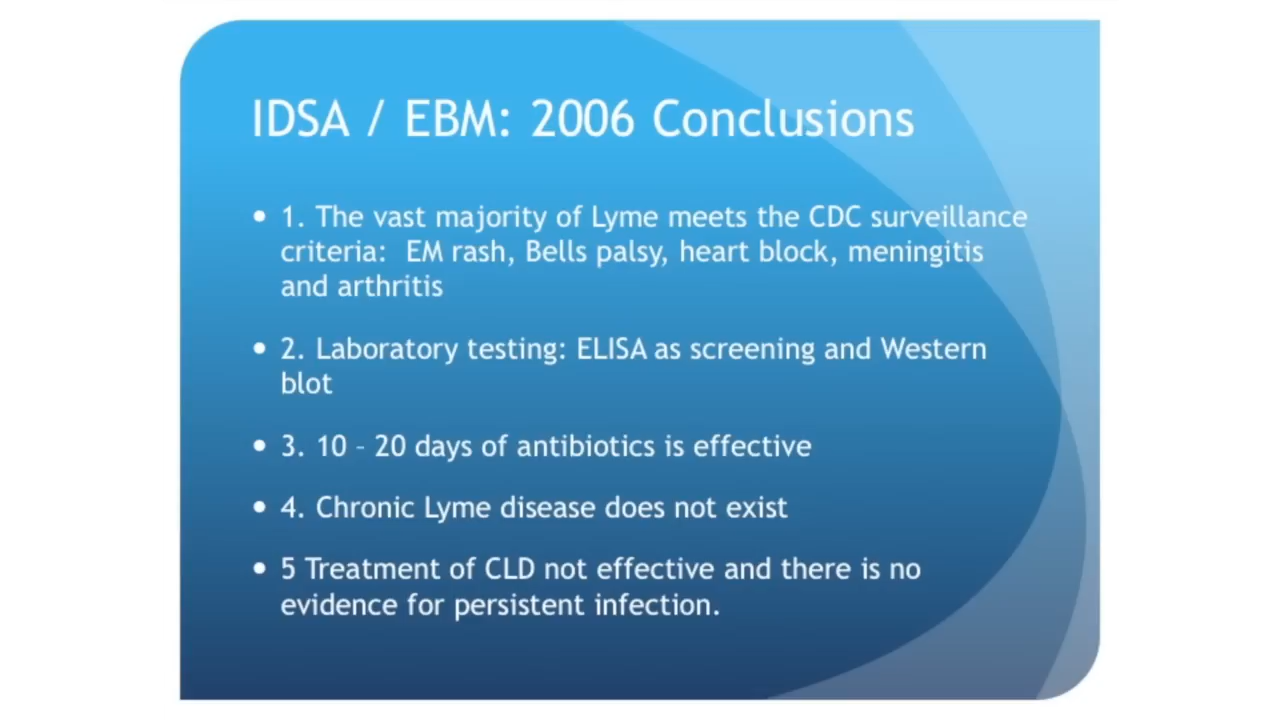 IDSA / EBM: 2006 Conclusions
• 1. The vast majority of Lyme meets the CDC surveillance
criteria:  EM rash, Bells palsy, heart block, meningitis
and arthritis
• 2. Laboratory testing: ELISA as screening and Western
blot
• 3. 10 – 20 days of antibiotics is effective
• 4. Chronic Lyme disease does not exist
• 5 Treatment of CLD not effective and there is no
evidence for persistent infection.